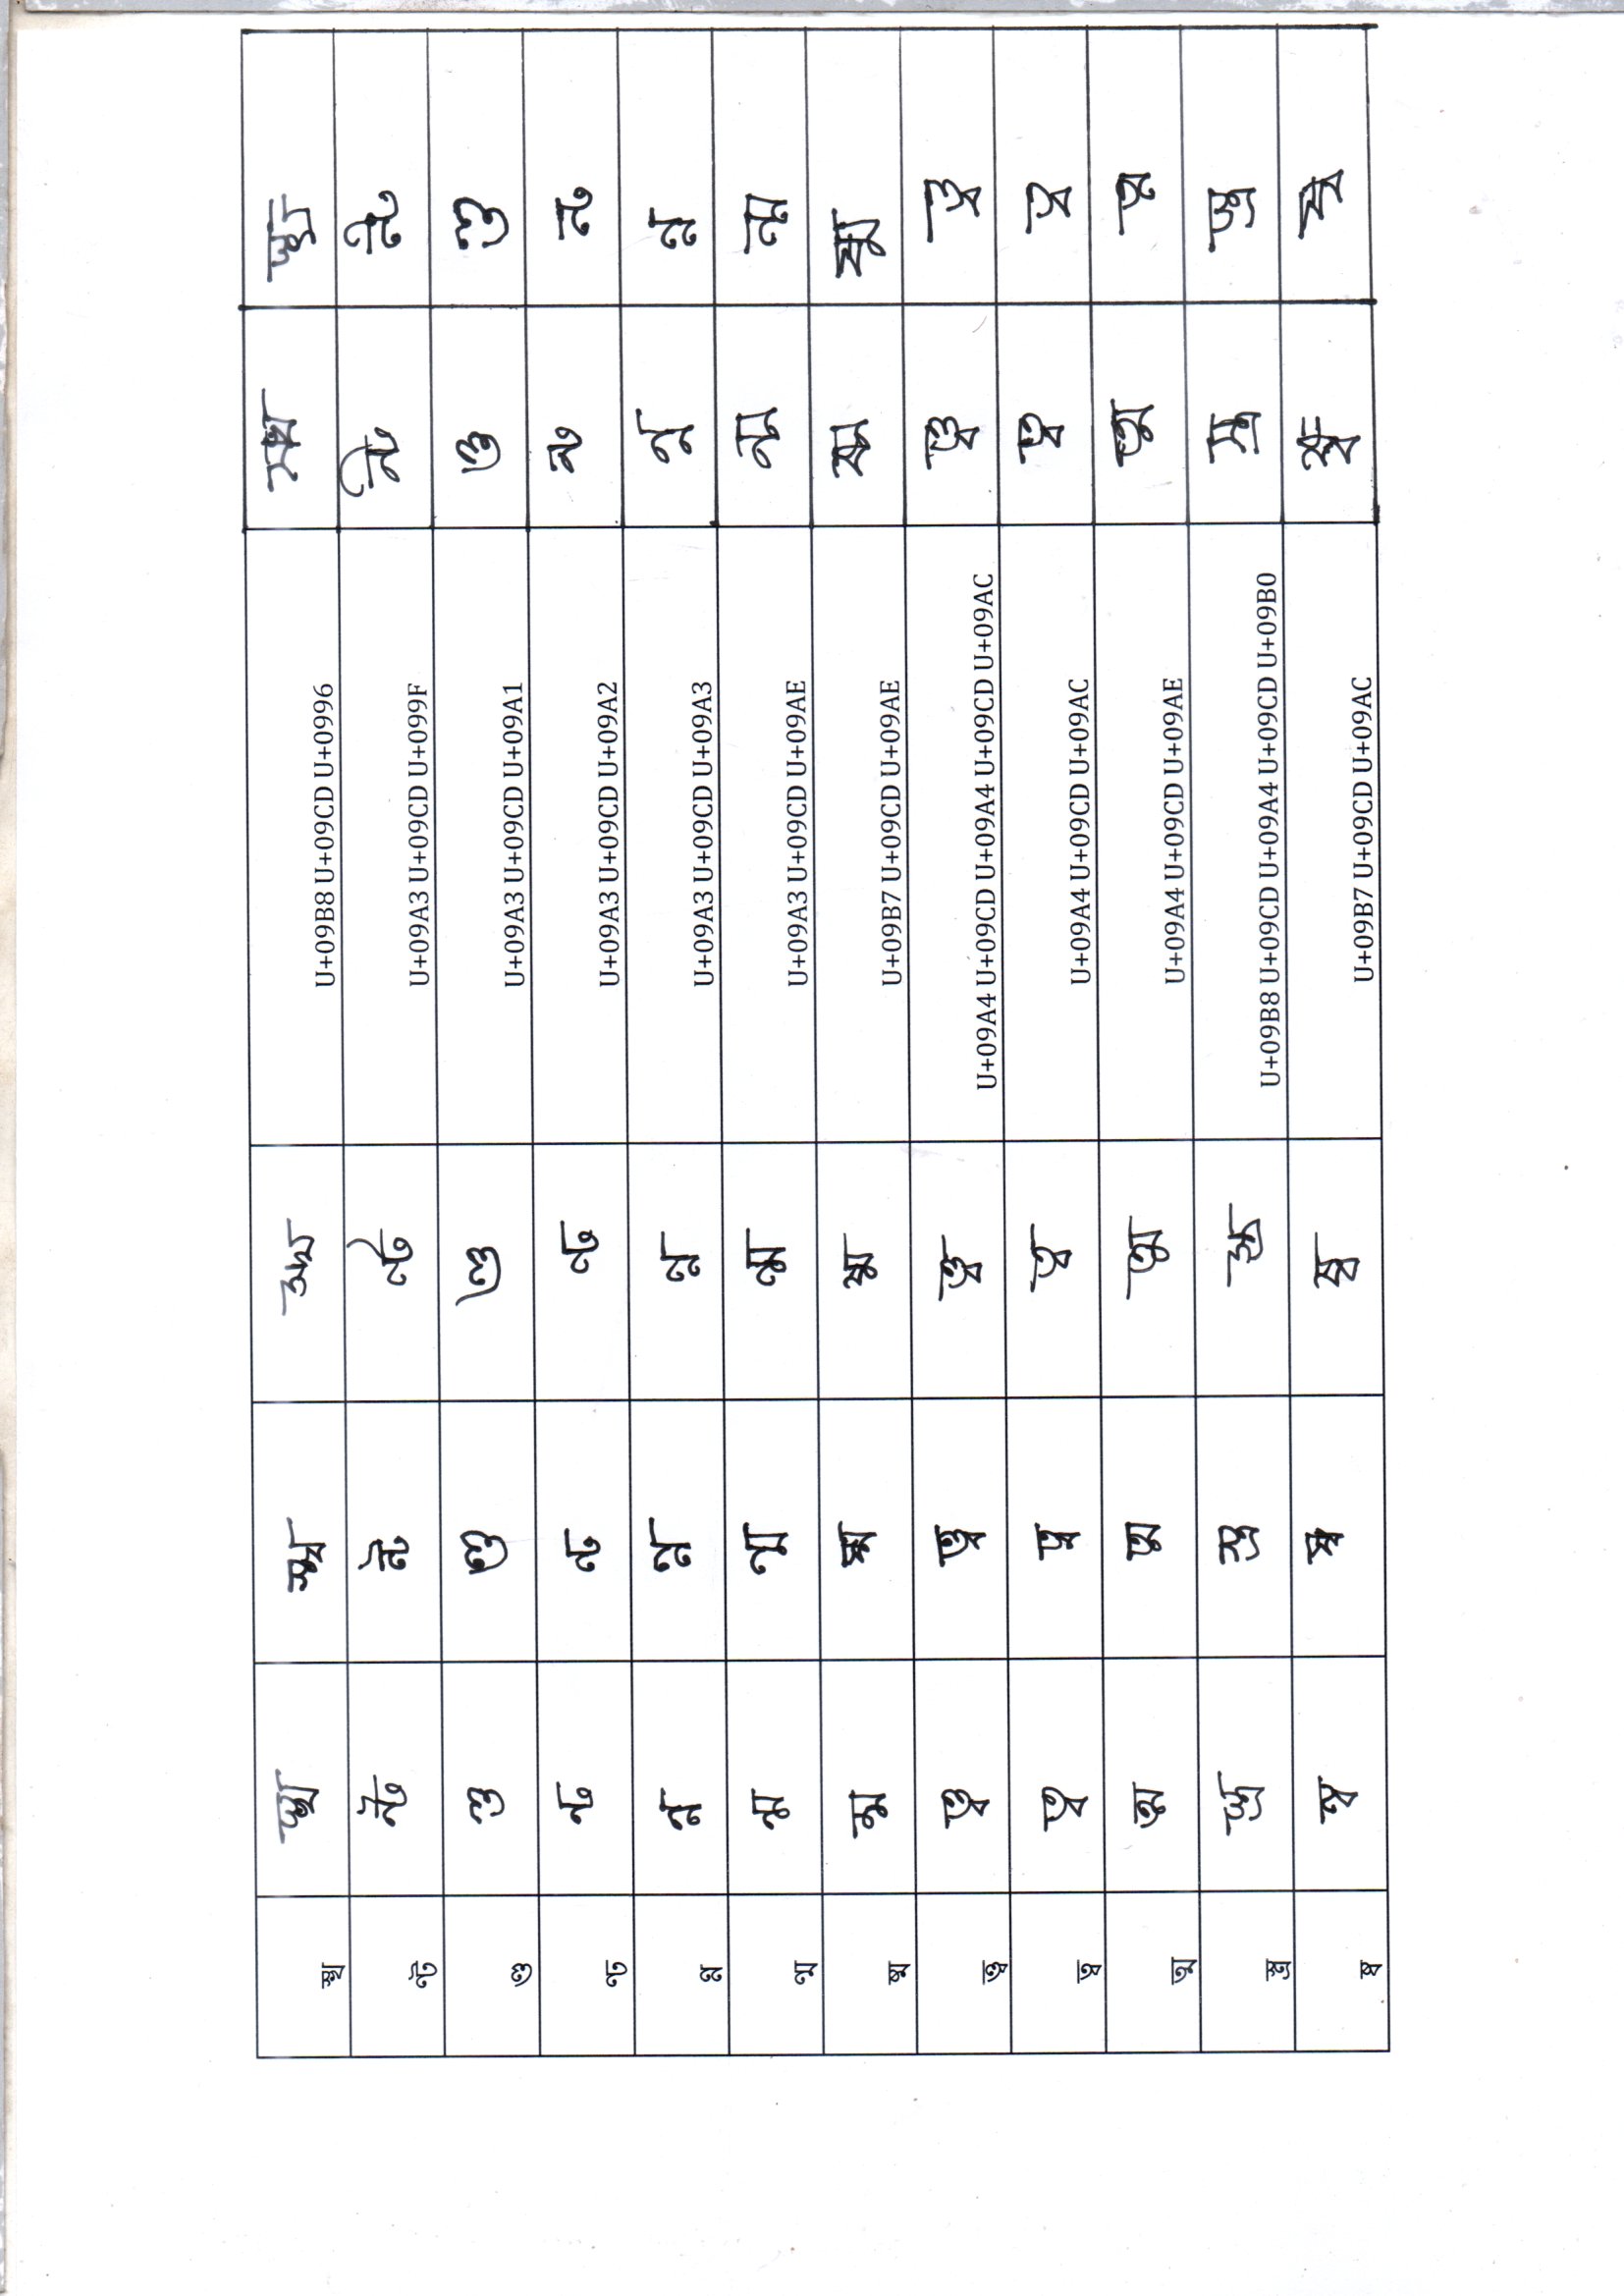 স্খ স্খ স্খ স্খ U+09B8 U+09CD U+0996 স্খ স্খ
ণ্ট ণ্ট ণ্ট ণ্ট U+09A3 U+09CD U+099F ণ্ট ণ্ট
ণ্ড ণ্ড ণ্ড ণ্ড U+09A3 U+09CD U+09A1 ণ্ড ণ্ড
ণ্ঢ ণ্ঢ ণ্ঢ ণ্ঢ U+09A3 U+09CD U+09A2 ণ্ঢ ণ্ঢ
ণ্ণ ণ্ণ ণ্ণ ণ্ণ U+09A3 U+09CD U+09A3 ণ্ণ ণ্ণ
ণ্ম ণ্ম ণ্ম ণ্ম U+09A3 U+09CD U+09AE ণ্ম ণ্ম
ষ্ম ষ্ম ষ্ম ষ্ম U+09B7 U+09CD U+09AE ষ্ম ষ্ম
ত্ত্ব ত্ত্ব ত্ত্ব ত্ত্ব U+09A4 U+09CD U+09A4 U+09CD U+09AC ত্ত্ব ত্ত্ব
ত্ব ত্ব ত্ব ত্ব U+09A4 U+09CD U+09AC ত্ব ত্ব
ত্ম ত্ম ত্ম ত্ম U+09A4 U+09CD U+09AE ত্ম ত্ম
স্ত্র স্ত্র স্ত্র স্ত্র U+09B8 U+09CD U+09A4 U+09CD U+09B0 স্ত্র স্ত্র
ষ্ব ষ্ব ষ্ব ষ্ব U+09B7 U+09CD U+09AC ষ্ব ষ্ব